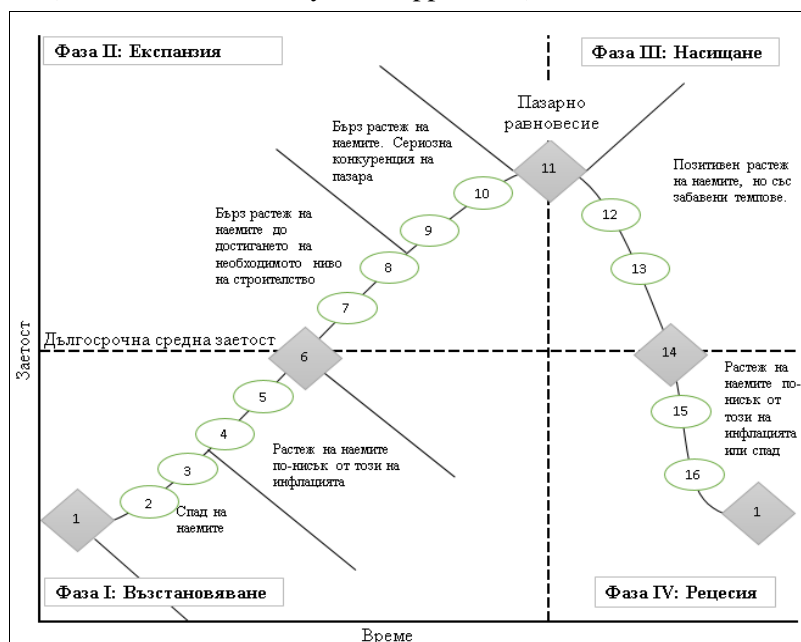 Фаза II: Експанзия
Фаза III: Насищане
Пазарно
равновесие
Бърз растеж на
наемите. Сериозна
конкуренция на
пазара
11
Позитивен растеж
на наемите, но със
забавени темпове.
10
12
Бърз растеж на
наемите до
достигането на
необходимото ниво
на строителство
9
8
13
7
Заетост
Дългосрочна средна заетост
6
14
5
Растеж на
наемите по-
нисък от
този на
инфлацията
или спад
4
15
Растеж на наемите
по-нисък от този на
инфлацията
3
16
2
1
Спад на
наемите
1
Фаза I: Възстановяване
Фаза IV: Рецесия
Време